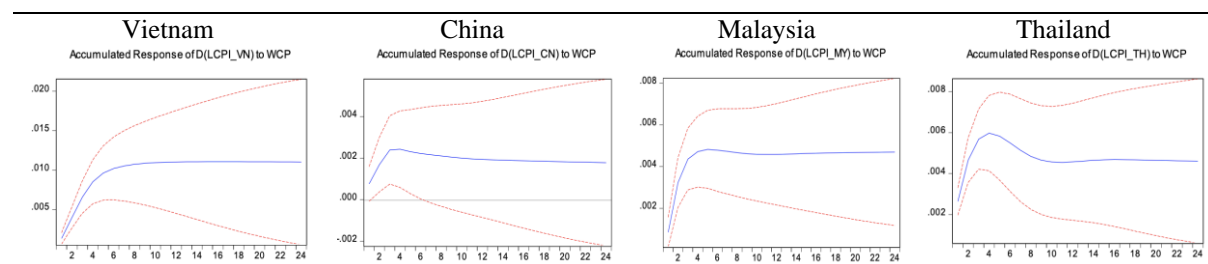 Vietnam China Malaysia Thailand
Accumulated Response of D(LCPI_VN) to WCP Accumulated Response of D(LCPI_CN) to WCP Accumulated Response of D(LCPI_MY) to WCP Accumulated Response of D(LCPI_TH) to WCP
.020
.015
.010
.005
2 4 6 8 10 12 14 16 18 20 22 24
.004
.002
.000
-.002
2 4 6 8 10 12 14 16 18 20 22 24
.008
.006
.004
.002
2 4 6 8 10 12 14 16 18 20 22 24
.008
.006
.004
.002
2 4 6 8 10 12 14 16 18 20 22 24